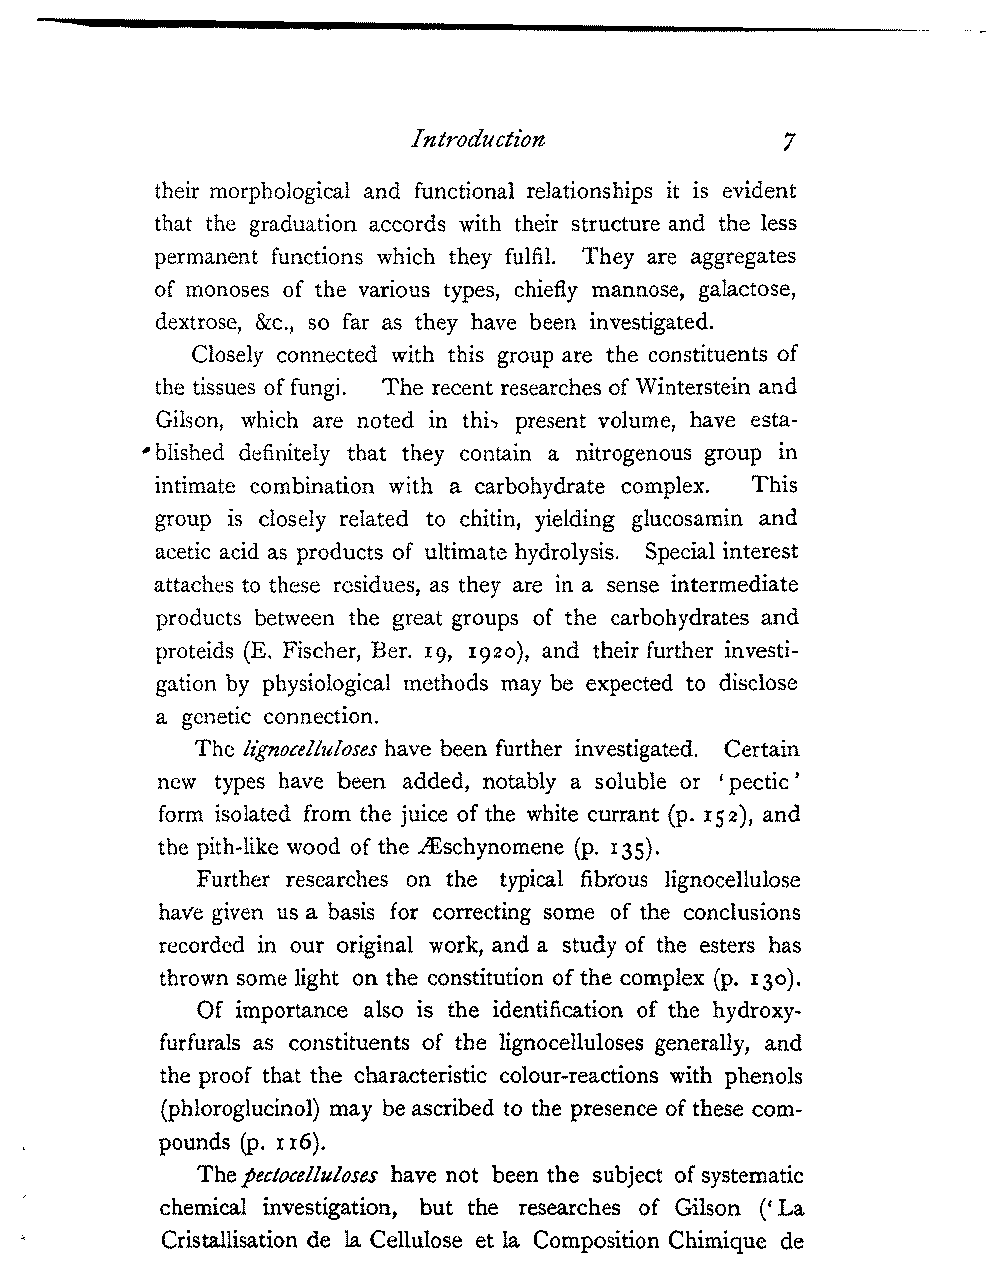 Introduction 7
their morphological and functional relationships it is evident
that the graduation accords with their structure and the less
permanent functions which they fulfil. They are aggregates
of monoses of the various types, chiefly mannose, galactose,
dextrose, &c., so far as they have been investigated.
Closely connected with this group are the constituents of
the tissues of fungi. The recent researches of Winterstein and
Gilson, which are noted in this present volume, have esta-
blished definitely that they contain a nitrogenous group in
intimate combination with a carbohydrate complex. This
group is closely related to chitin, yielding glucosamin and
acetic acid as products of ultimate hydrolysis. Special interest
attaches to these residues, as they are in a sense intermediate
products between the great groups of the carbohydrates and
proteids (E. Fischer, Ber. 19, 1920), and their further investi-
gation by physiological methods may be expected to disclose
a genetic connection.
The lignocelluloses have been further investigated. Certain
new types have been added, notably a soluble or ‘pectic’
form isolated from the juice of the white currant (p. 152), and
the pith-like wood of the Æschynomene (p. 135).
Further researches on the typical fibrous lignocellulose
have given us a basis for correcting some of the conclusions
recorded in our original work, and a study of the esters has
thrown some light on the constitution of the complex (p. 130).
Of importance also is the identification of the hydroxy-
furfurals as constituents of the lignocelluloses generally, and
the proof that the characteristic colour-reactions with phenols
(phloroglucinol) may be ascribed to the presence of these com-
pounds (p. 116).
The pectocelluloses have not been the subject of systematic
chemical investigation, but the researches of Gilson (‘La
Cristallisation de la Cellulose et la Composition Chimique de